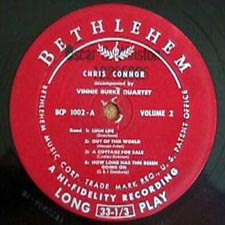 BETHLEHEM
CHRIS CONNOR
accompanied by
VINNIE BURKE QUARTET
BCP 1002-A VOLUME 2
Band 1: LUSH LIFE
(Strayhorn)
2: OUT OF THIS WORLD
3: A COTTAGE FOR SALE
4: HOW LONG HAS THIS BEEN
GOING ON
BETHLEHEM MUSIC CORP. TRADE MARK REG., U.S. PATENT OFFICE
A HI-FIDELITY RECORDING
LONG 33-1/3 PLAY